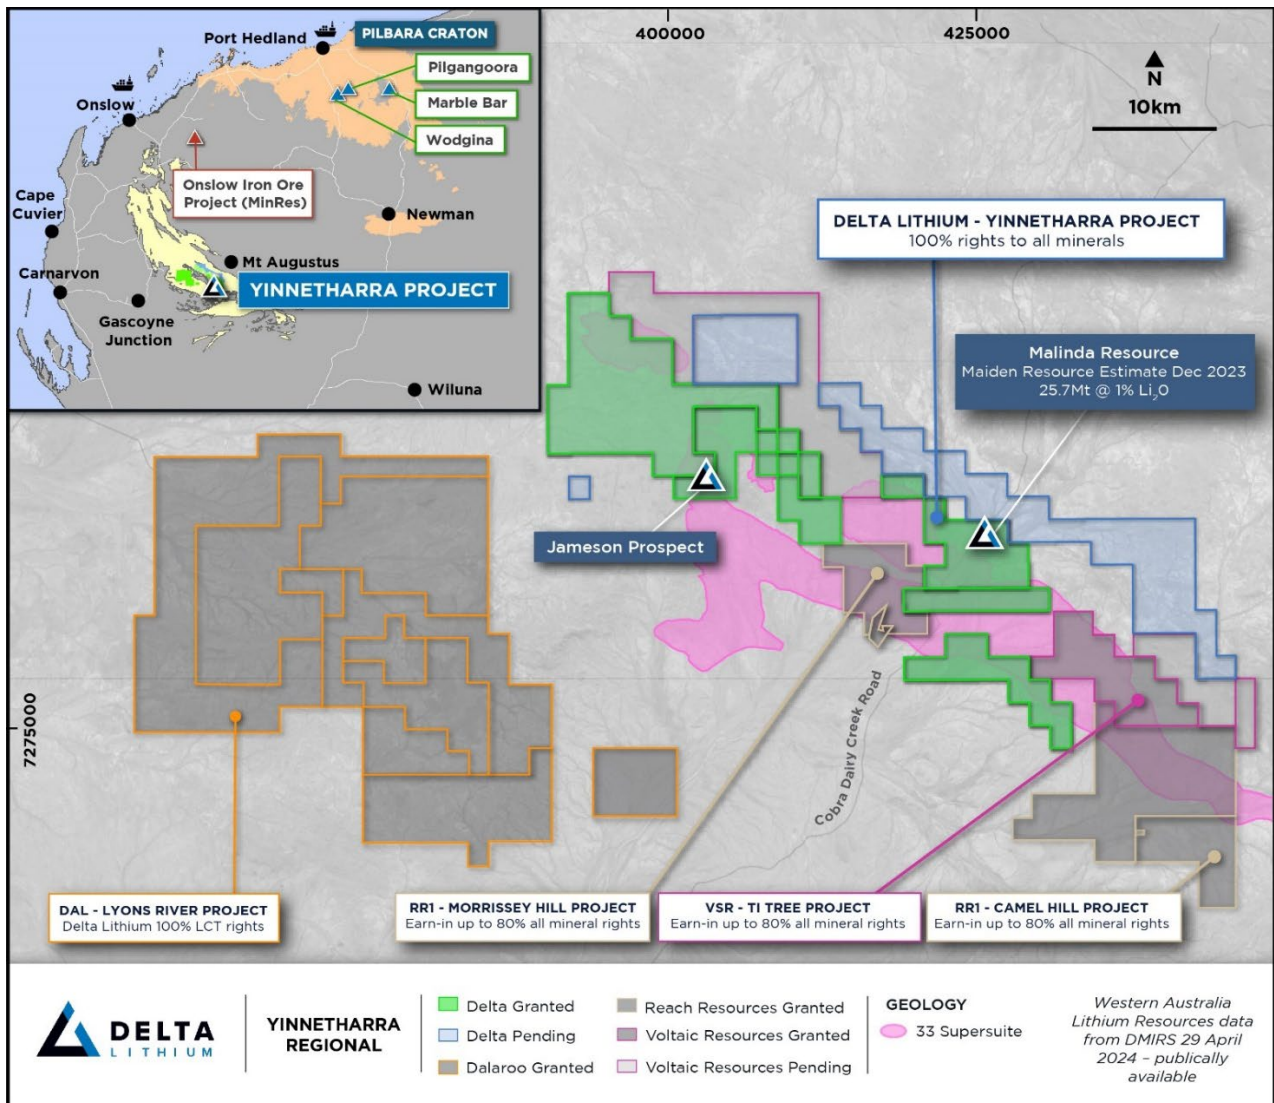 Port Hedland
PILBARA CRATON
Pilgangoora
Marble Bar
Wodgina
Onslow
Onslow Iron Ore
Project (MinRes)
Cape
Cuvier
Newman
Carnarvon
Mt Augustus
YINNETHARRA PROJECT
Gascoyne
Junction
Wiluna
400000
425000
N
10km
DELTA LITHIUM - YINNETHARRA PROJECT
100% rights to all minerals
Malinda Resource
Maiden Resource Estimate Dec 2023
25.7Mt @ 1% Li₂O
Jameson Prospect
7275000
Cobra Dairy Creek Road
DAL - LYONS RIVER PROJECT
Delta Lithium 100% LCT rights
RR1 - MORRISSEY HILL PROJECT
Earn-in up to 80% all mineral rights
VSR - TI TREE PROJECT
Earn-in up to 80% all mineral rights
RR1 - CAMEL HILL PROJECT
Earn-in up to 80% all mineral rights
DELTA
LITHIUM
YINNETHARRA
REGIONAL
Delta Granted
Delta Pending
Dalaroo Granted
Reach Resources Granted
Voltaic Resources Granted
Voltaic Resources Pending
GEOLOGY
33 Supersuite
Western Australia
Lithium Resources data
from DMIRS 29 April
2024 – publically
available